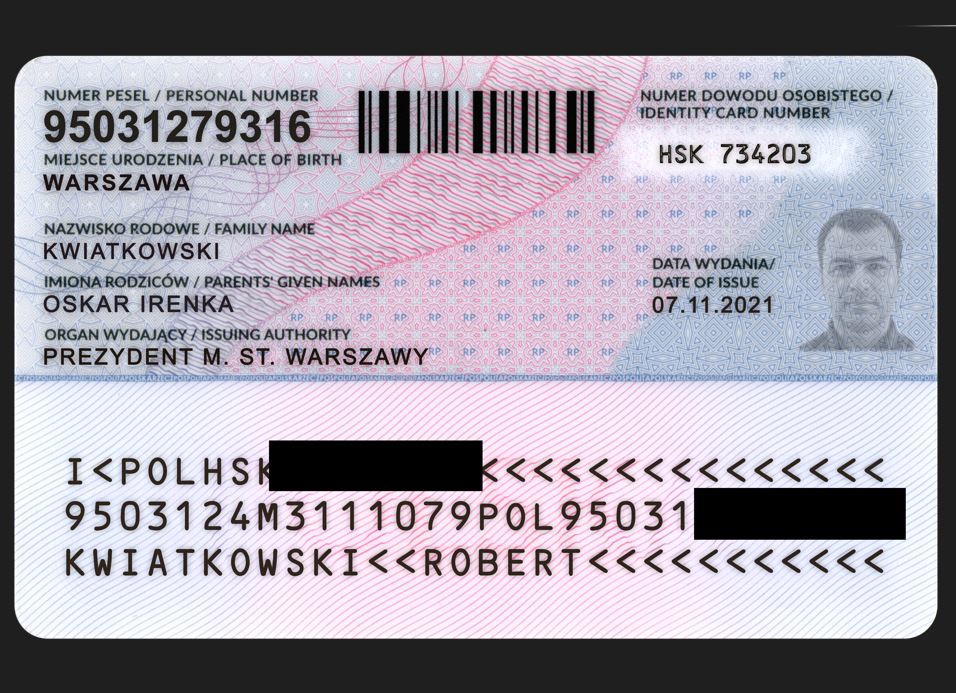 NUMER PESEL / PERSONAL NUMBER
95031279316
MIEJSCE URODZENIA / PLACE OF BIRTH
WARSZAWA
NAZWISKO RODOWE / FAMILY NAME
KWIATKOWSKI
IMIONA RODZICÓW / PARENTS' GIVEN NAMES
OSKAR IRENKA
ORGAN WYDAJĄCY / ISSUING AUTHORITY
PREZYDENT M. ST. WARSZAWY
NUMER DOWODU OSOBISTEGO /
IDENTITY CARD NUMBER
HSK 734203
DATA WYDANIA/
DATE OF ISSUE
07.11.2021
I<POLHSK <<<<<<<<<<<<<<<
9503124M3111079POL95031
KWIATKOWSKI<<ROBERT<<<<<<<<<<<